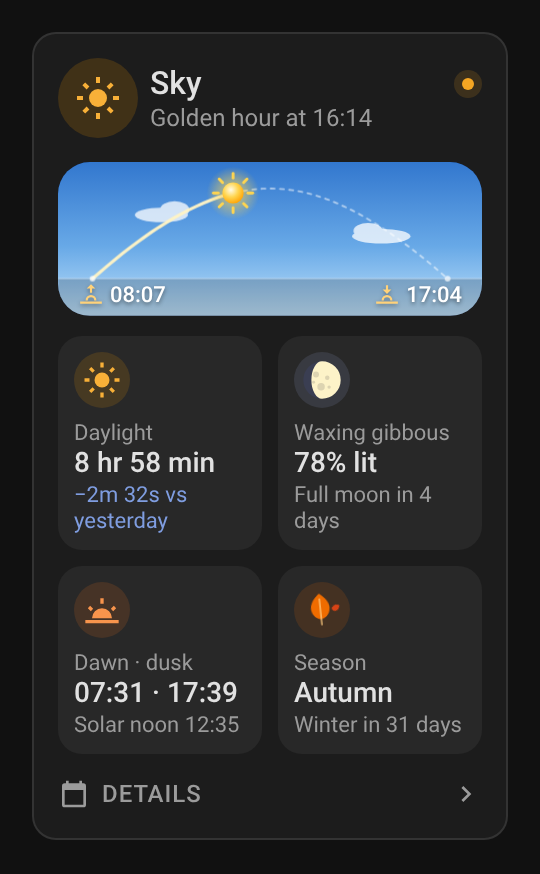 Sky
Golden hour at 16:14
08:07
17:04
Daylight
8 hr 58 min
−2m 32s vs
yesterday
Waxing gibbous
78% lit
Full moon in 4
days
Dawn · dusk
07:31 · 17:39
Solar noon 12:35
Season
Autumn
Winter in 31 days
DETAILS